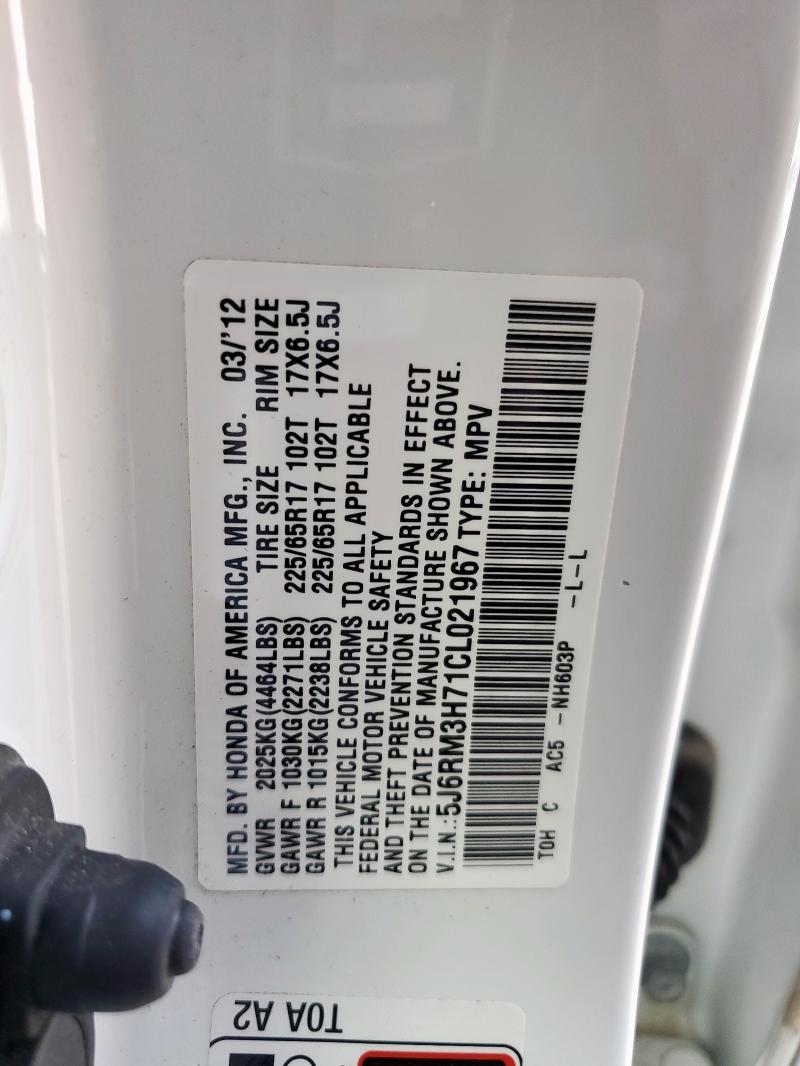 MFD. BY HONDA OF AMERICA MFG., INC. 03/'12
GVWR 2025KG(4464LBS) TIRE SIZE RIM SIZE
GAWR F 1030KG(2271LBS) 225/65R17 102T 17X6.5J
GAWR R 1015KG(2238LBS) 225/65R17 102T 17X6.5J
THIS VEHICLE CONFORMS TO ALL APPLICABLE
FEDERAL MOTOR VEHICLE SAFETY
AND THEFT PREVENTION STANDARDS IN EFFECT
ON THE DATE OF MANUFACTURE SHOWN ABOVE.
V.I.N.:5J6RM3H71CL021967 TYPE: MPV
TOH C AC5 -NH603P -L-L
T0A A2